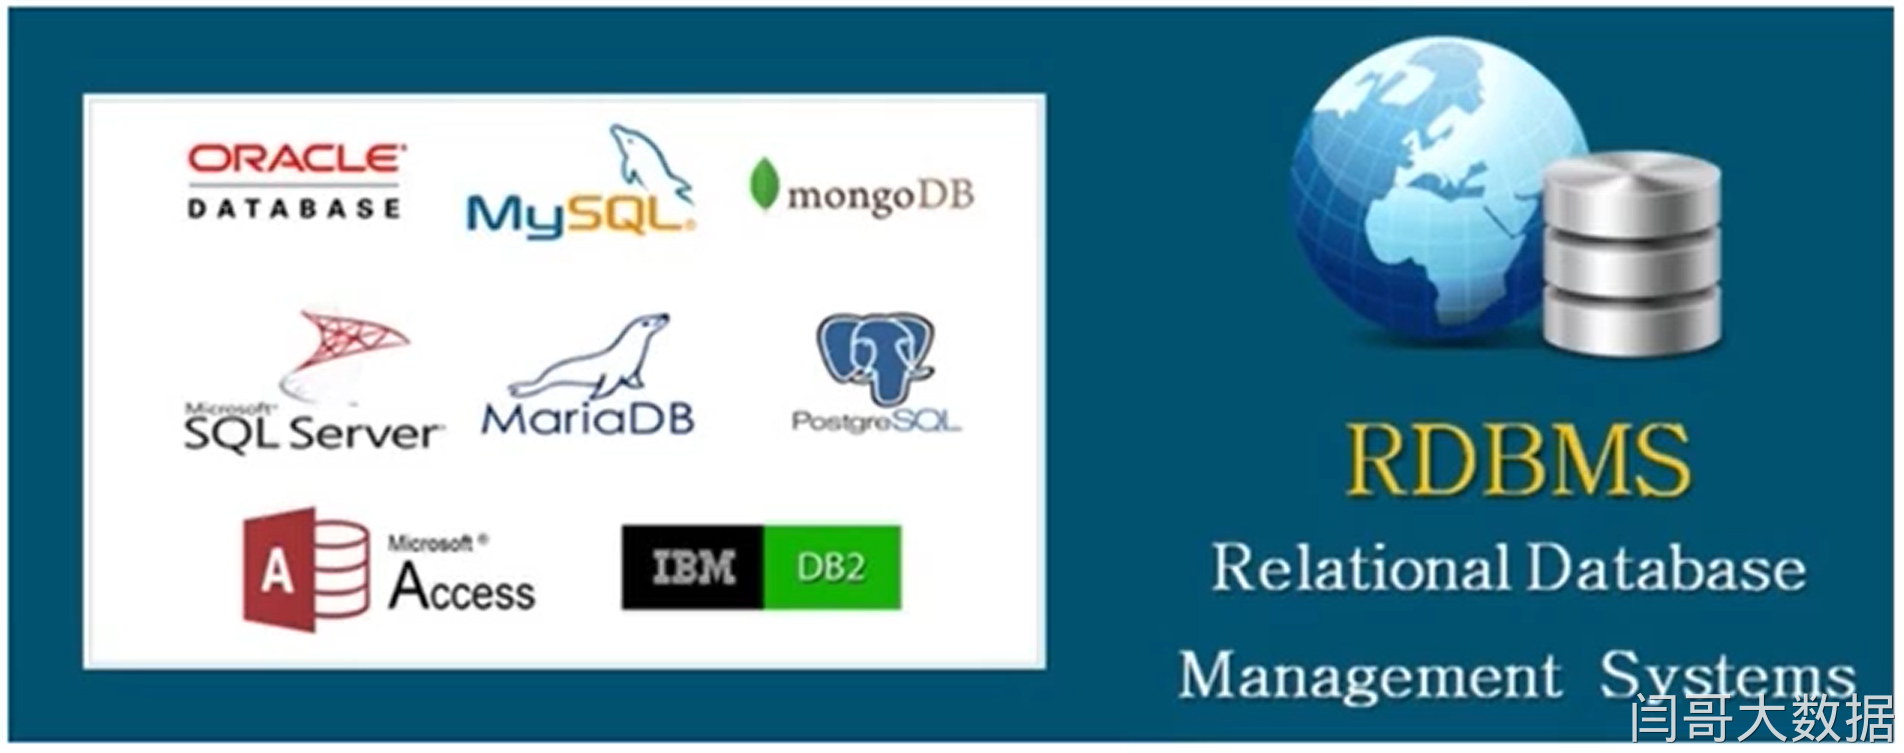 ORACLE®
DATABASE
MySQL®
mongoDB
Microsoft®
SQL Server
MariaDB
PostgreSQL
A
Microsoft®
Access
IBM DB2
RDBMS
Relational Database
Management Systems
闫哥大数据